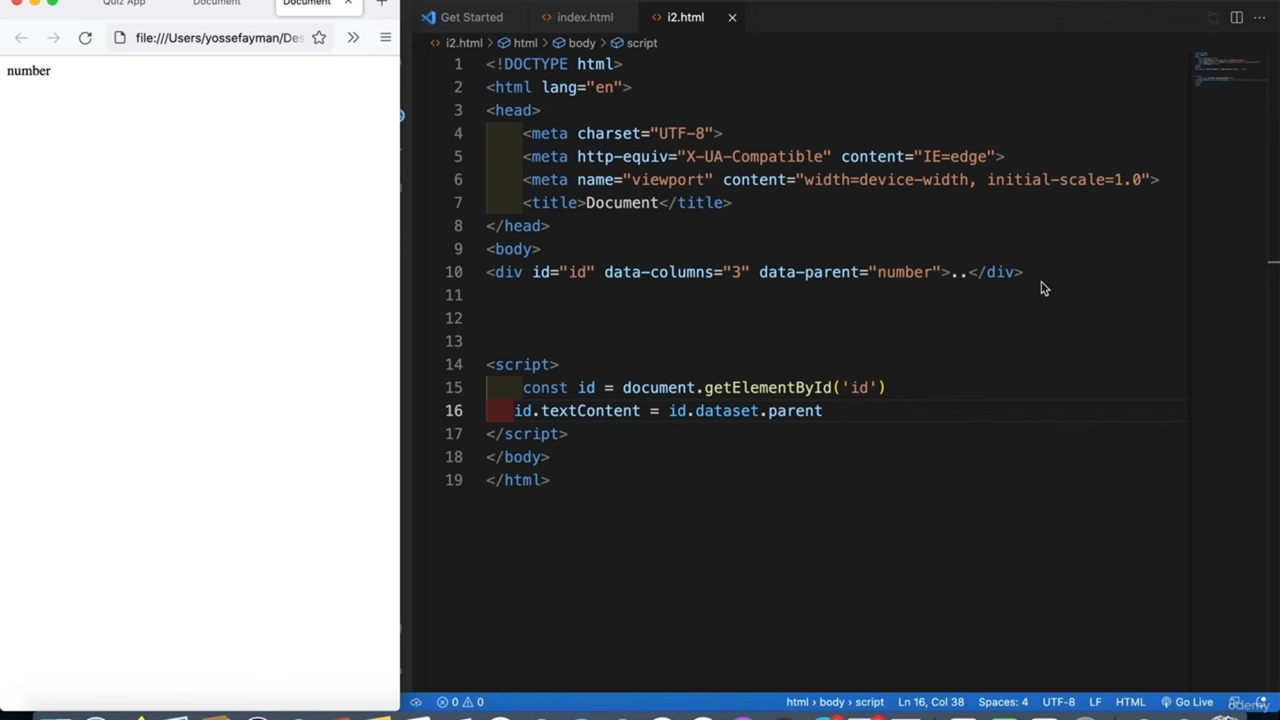 Quiz App
Document
Document
file:///Users/yossefayman/Des
number
Get Started
index.html
i2.html
i2.html > html > body > script
1 <!DOCTYPE html>
2 <html lang="en">
3 <head>
4 <meta charset="UTF-8">
5 <meta http-equiv="X-UA-Compatible" content="IE=edge">
6 <meta name="viewport" content="width=device-width, initial-scale=1.0">
7 <title>Document</title>
8 </head>
9 <body>
10 <div id="id" data-columns="3" data-parent="number">..</div>
11
12
13
14 <script>
15 const id = document.getElementById('id')
16 id.textContent = id.dataset.parent
17 </script>
18 </body>
19 </html>
0 0
html > body > script
Ln 16, Col 38
Spaces: 4
UTF-8
LF
HTML
Go Live
ûdemy